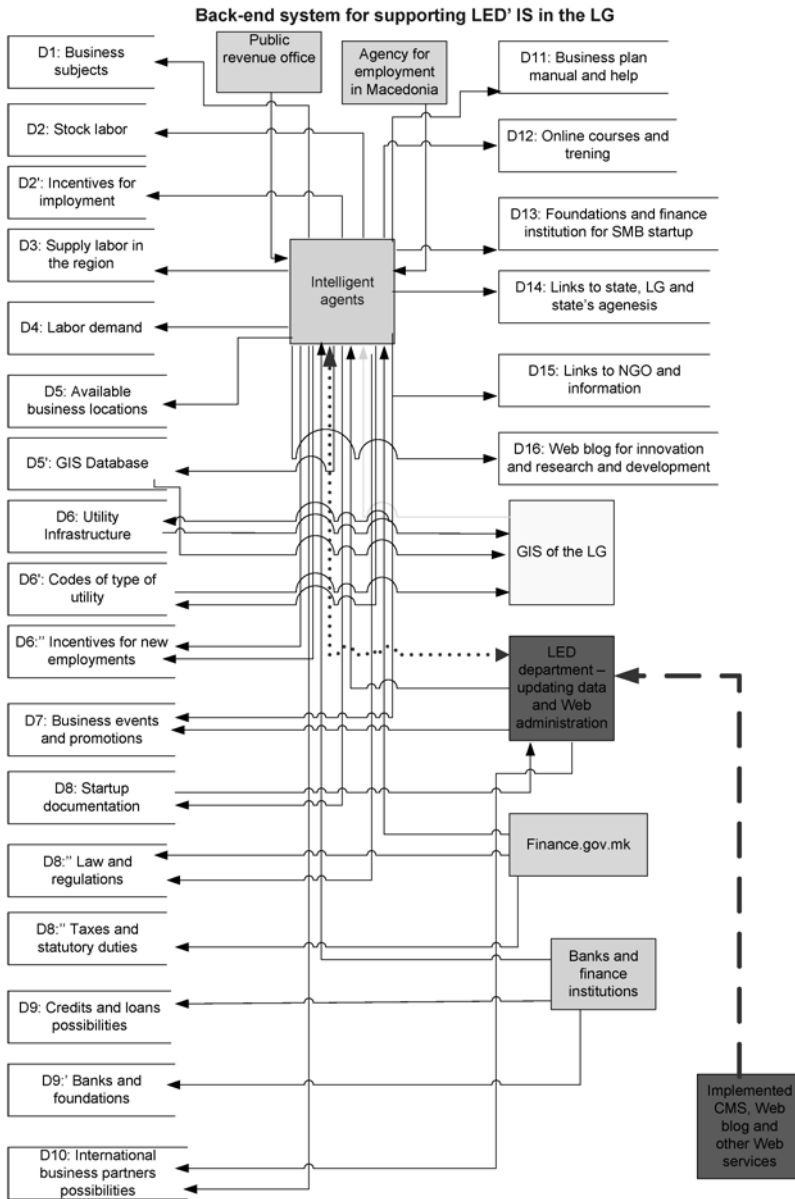 Back-end system for supporting LED' IS in the LG
D1: Business
subjects
Public
revenue office
Agency for
employment
in Macedonia
D11: Business plan
manual and help
D2: Stock labor
D12: Online courses and
trening
D2': Incentives for
imployment
D13: Foundations and finance
institution for SMB startup
D3: Supply labor in
the region
Intelligent
agents
D14: Links to state, LG and
state's agenesis
D4: Labor demand
D5: Available
business locations
D15: Links to NGO and
information
D5': GIS Database
D16: Web blog for innovation
and research and development
D6: Utility
Infrastructure
GIS of the LG
D6': Codes of type of
utility
D6:" Incentives for new
employments
LED
department –
updating data
and Web
administration
D7: Business events
and promotions
D8: Startup
documentation
Finance.gov.mk
D8:" Law and
regulations
D8:" Taxes and
statutory duties
Banks and
finance
institutions
D9: Credits and loans
possibilities
D9:' Banks and
foundations
Implemented
CMS, Web
blog and
other Web
services
D10: International
business partners
possibilities